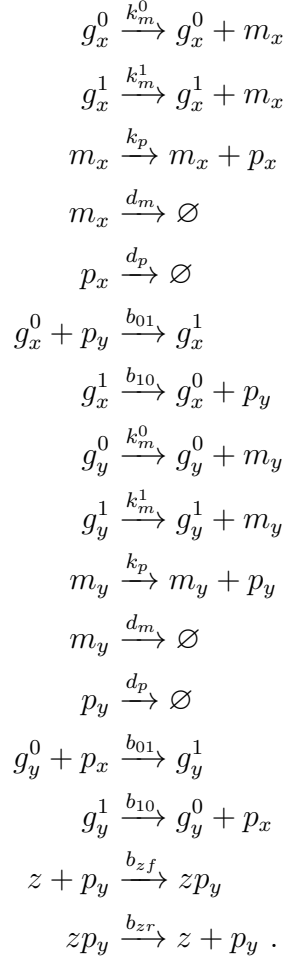 g_x^0 \xrightarrow{k_m^0} g_x^0 + m_x
g_x^1 \xrightarrow{k_m^1} g_x^1 + m_x
m_x \xrightarrow{k_p} m_x + p_x
m_x \xrightarrow{d_m} \varnothing
p_x \xrightarrow{d_p} \varnothing
g_x^0 + p_y \xrightarrow{b_{01}} g_x^1
g_x^1 \xrightarrow{b_{10}} g_x^0 + p_y
g_y^0 \xrightarrow{k_m^0} g_y^0 + m_y
g_y^1 \xrightarrow{k_m^1} g_y^1 + m_y
m_y \xrightarrow{k_p} m_y + p_y
m_y \xrightarrow{d_m} \varnothing
p_y \xrightarrow{d_p} \varnothing
g_y^0 + p_x \xrightarrow{b_{01}} g_y^1
g_y^1 \xrightarrow{b_{10}} g_y^0 + p_x
z + p_y \xrightarrow{b_{zf}} zp_y
zp_y \xrightarrow{b_{zr}} z + p_y .